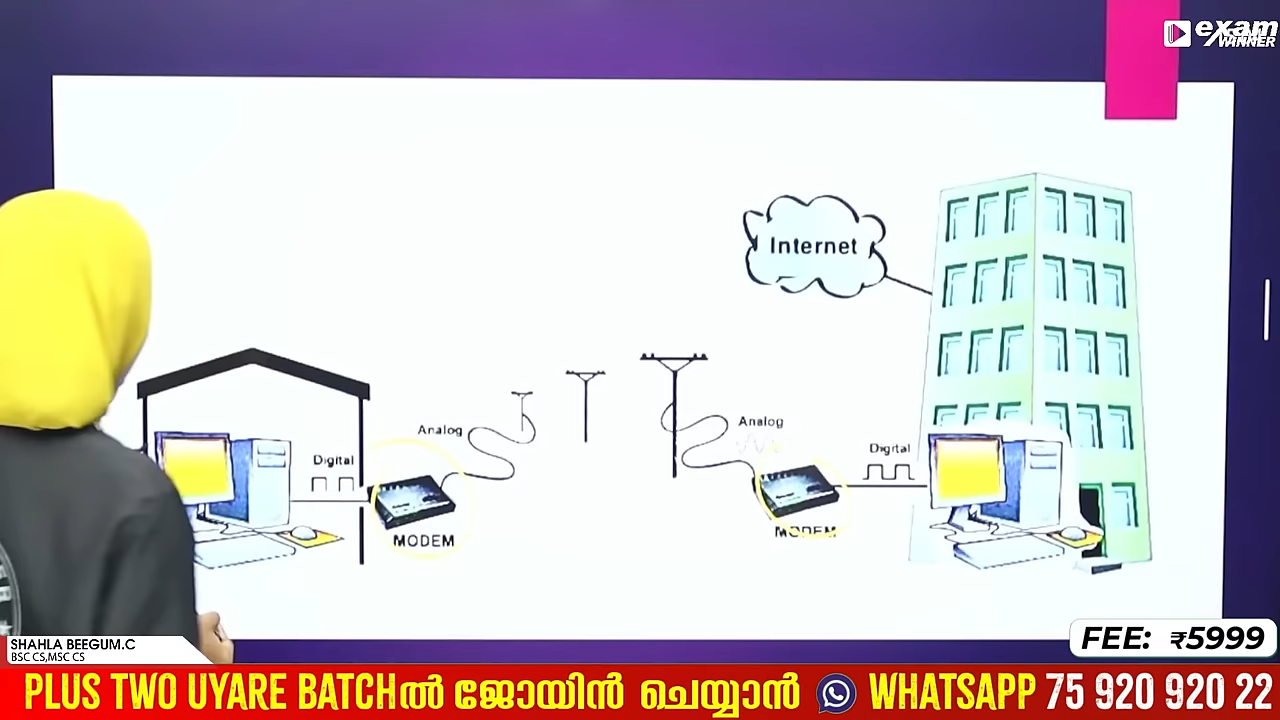 exam
WINNER
Internet
Analog
Analog
Digital
Digital
MODEM
MODEM
SHAHLA BEEGUM.C
BSC CS,MSC CS
FEE: ₹5999
PLUS TWO UYARE BATCHൽ ജോയിൻ ചെയ്യാൻ WHATSAPP 75 920 920 22